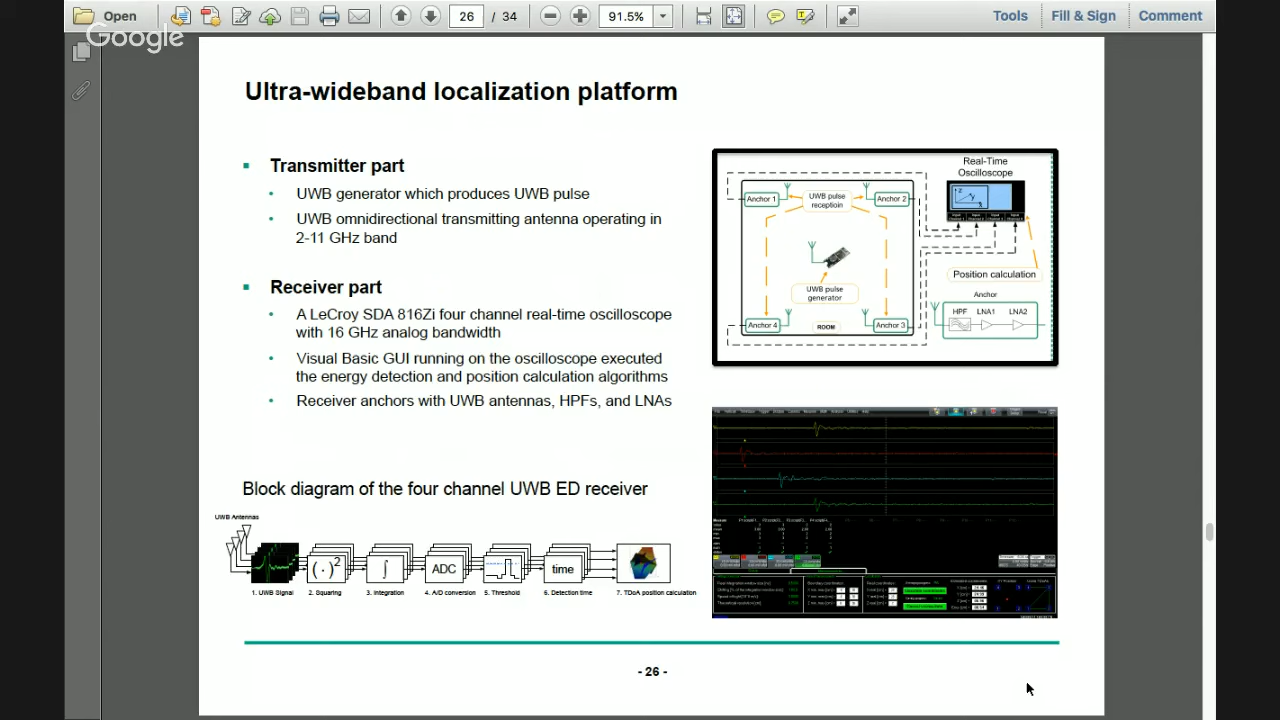 Open
26 / 34
91.5%
Tools
Fill & Sign
Comment
Google
Ultra-wideband localization platform
Transmitter part
UWB generator which produces UWB pulse
UWB omnidirectional transmitting antenna operating in
2-11 GHz band
Receiver part
A LeCroy SDA 816Zi four channel real-time oscilloscope
with 16 GHz analog bandwidth
Visual Basic GUI running on the oscilloscope executed
the energy detection and position calculation algorithms
Receiver anchors with UWB antennas, HPFs, and LNAs
Real-Time
Oscilloscope
Anchor 1
UWB pulse
receptioin
Anchor 2
UWB pulse
generator
Position calculation
Anchor
HPF LNA1 LNA2
Anchor 4
ROOM
Anchor 3
Block diagram of the four channel UWB ED receiver
UWB Antennas
(·)²
∫
ADC
time
1. UWB Signal
2. Squaring
3. Integration
4. A/D conversion
5. Threshold
6. Detection time
7. TDoA position calculation
- 26 -